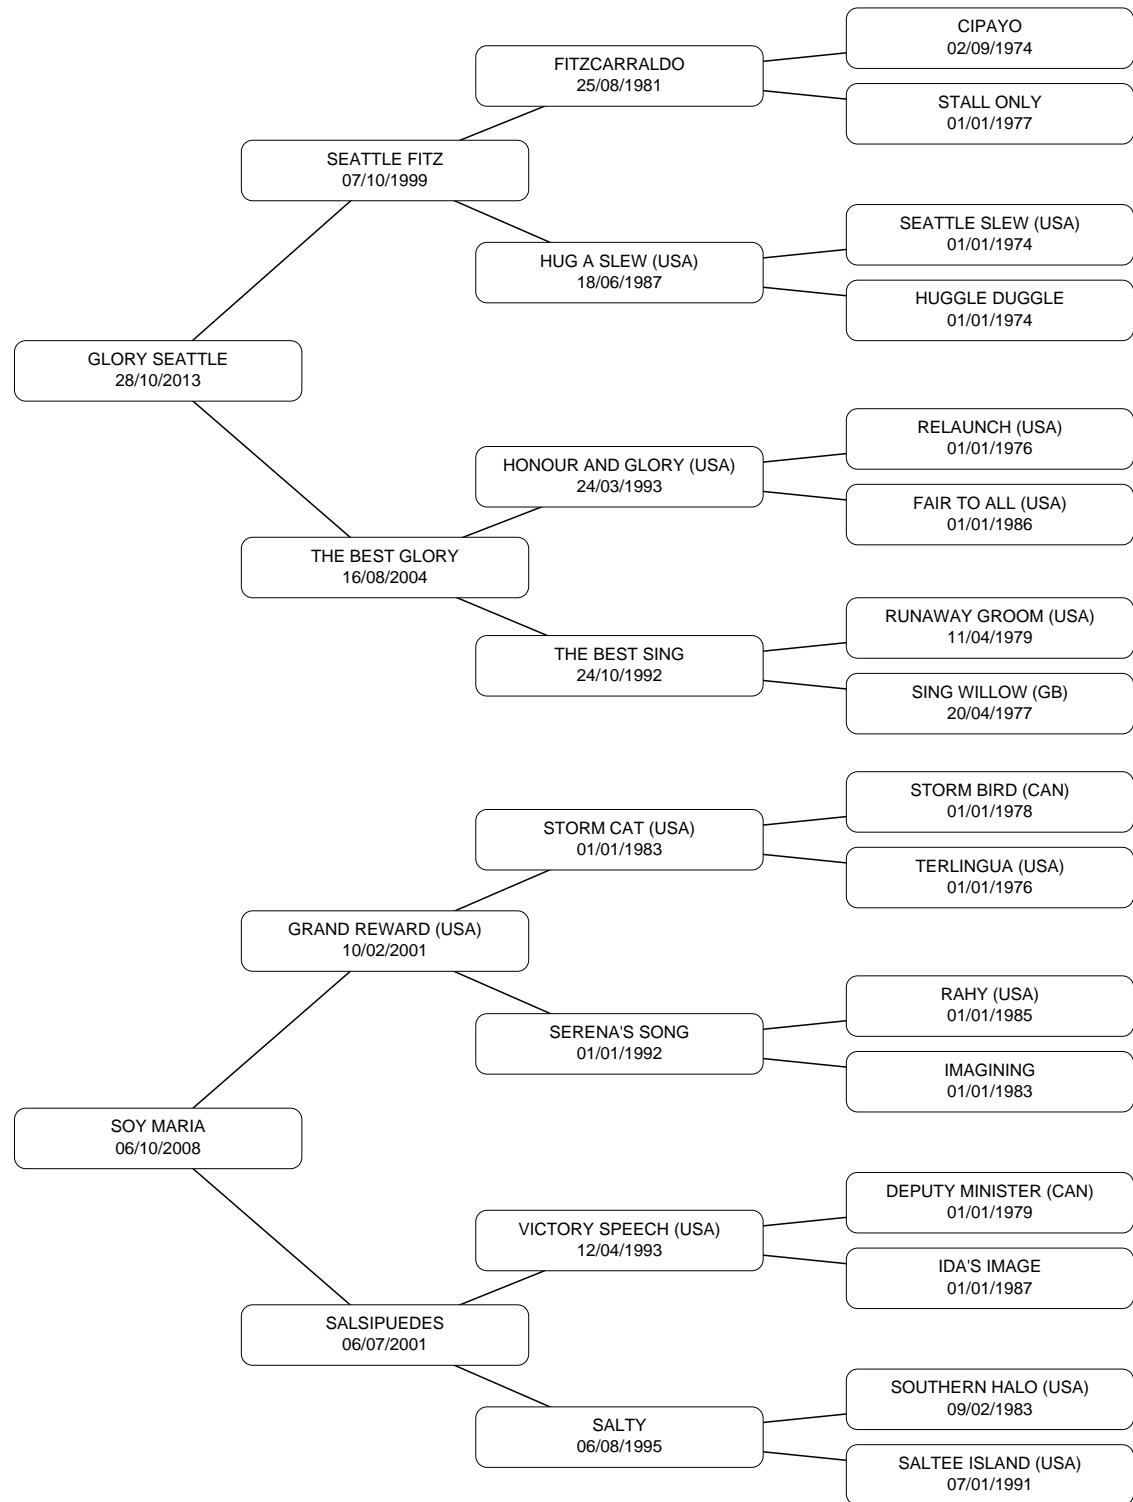 CIPAYO
02/09/1974
FITZCARRALDO
25/08/1981
STALL ONLY
01/01/1977
SEATTLE FITZ
07/10/1999
SEATTLE SLEW (USA)
01/01/1974
HUG A SLEW (USA)
18/06/1987
HUGGLE DUGGLE
01/01/1974
GLORY SEATTLE
28/10/2013
RELAUNCH (USA)
01/01/1976
HONOUR AND GLORY (USA)
24/03/1993
FAIR TO ALL (USA)
01/01/1986
THE BEST GLORY
16/08/2004
RUNAWAY GROOM (USA)
11/04/1979
THE BEST SING
24/10/1992
SING WILLOW (GB)
20/04/1977
STORM BIRD (CAN)
01/01/1978
STORM CAT (USA)
01/01/1983
TERLINGUA (USA)
01/01/1976
GRAND REWARD (USA)
10/02/2001
RAHY (USA)
01/01/1985
SERENA'S SONG
01/01/1992
IMAGINING
01/01/1983
SOY MARIA
06/10/2008
DEPUTY MINISTER (CAN)
01/01/1979
VICTORY SPEECH (USA)
12/04/1993
IDA'S IMAGE
01/01/1987
SALSIPUEDES
06/07/2001
SOUTHERN HALO (USA)
09/02/1983
SALTY
06/08/1995
SALTEE ISLAND (USA)
07/01/1991